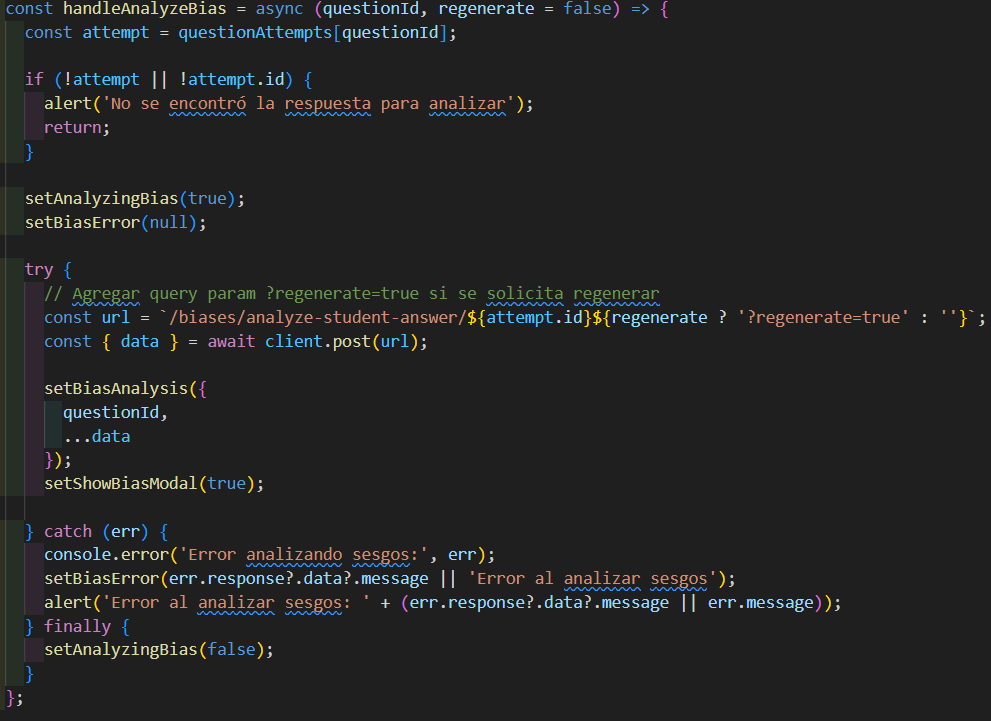 const handleAnalyzeBias = async (questionId, regenerate = false) => {
  const attempt = questionAttempts[questionId];

  if (!attempt || !attempt.id) {
    alert('No se encontró la respuesta para analizar');
    return;
  }

  setAnalyzingBias(true);
  setBiasError(null);

  try {
    // Agregar query param ?regenerate=true si se solicita regenerar
    const url = `/biases/analyze-student-answer/${attempt.id}${regenerate ? '?regenerate=true' : ''}`;
    const { data } = await client.post(url);

    setBiasAnalysis({
      questionId,
      ...data
    });
    setShowBiasModal(true);

  } catch (err) {
    console.error('Error analizando sesgos:', err);
    setBiasError(err.response?.data?.message || 'Error al analizar sesgos');
    alert('Error al analizar sesgos: ' + (err.response?.data?.message || err.message));
  } finally {
    setAnalyzingBias(false);
  }
};